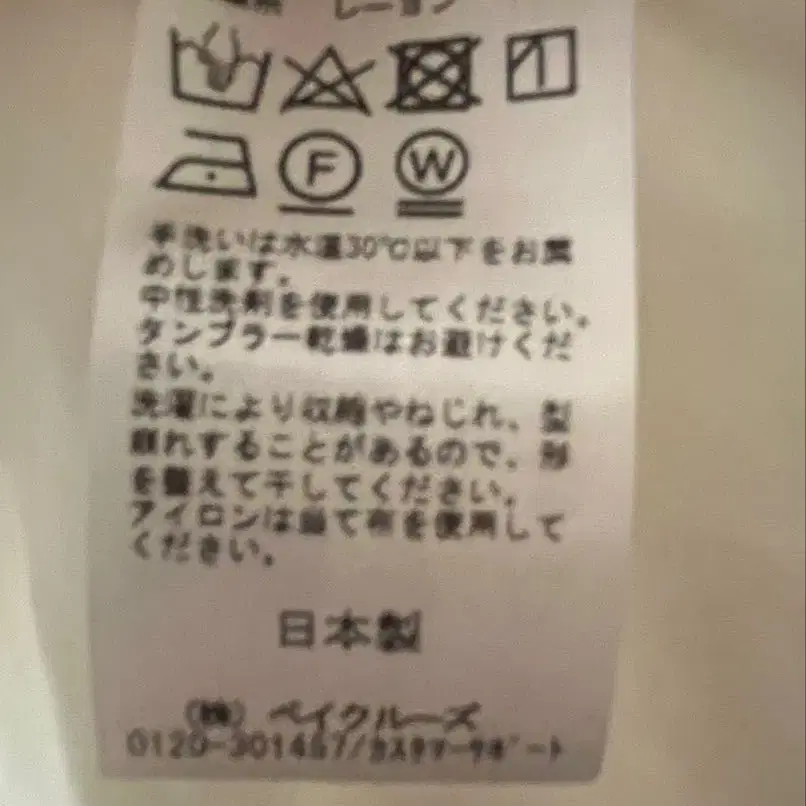 レーヨン
F W
手洗いは水温30℃以下をお薦
めします。
中性洗剤を使用してください。
タンブラー乾燥はお避けくだ
さい。
洗濯により収縮やねじれ、型
崩れすることがあるので、形
を整えて干してください。
アイロンは当て布を使用して
ください。
日本製
(株) ベイクルーズ
0120-301457/カスタマーサポート